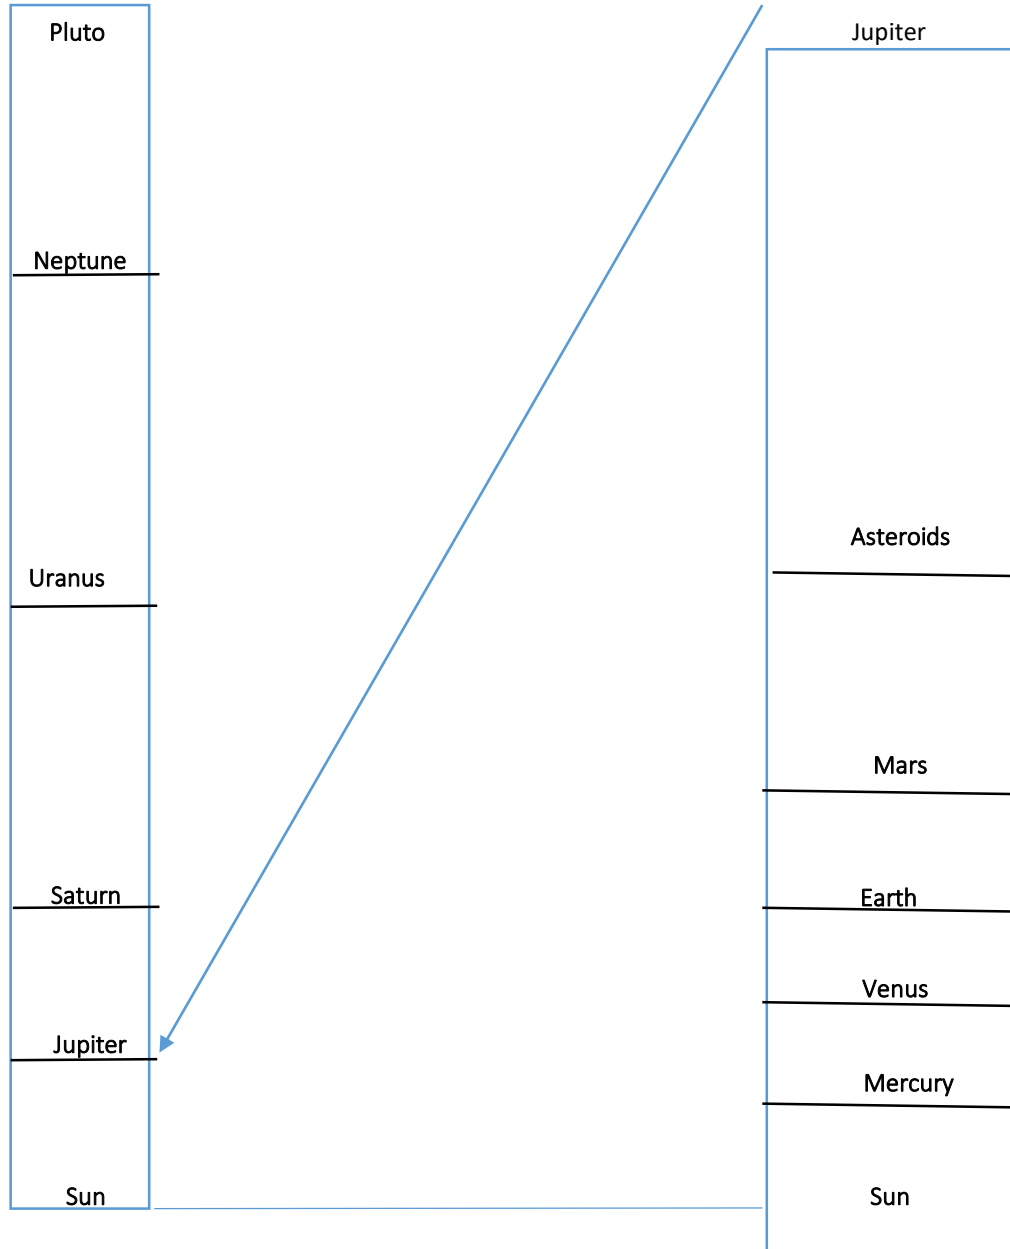 Pluto
Neptune
Uranus
Saturn
Jupiter
Sun
Jupiter
Asteroids
Mars
Earth
Venus
Mercury
Sun